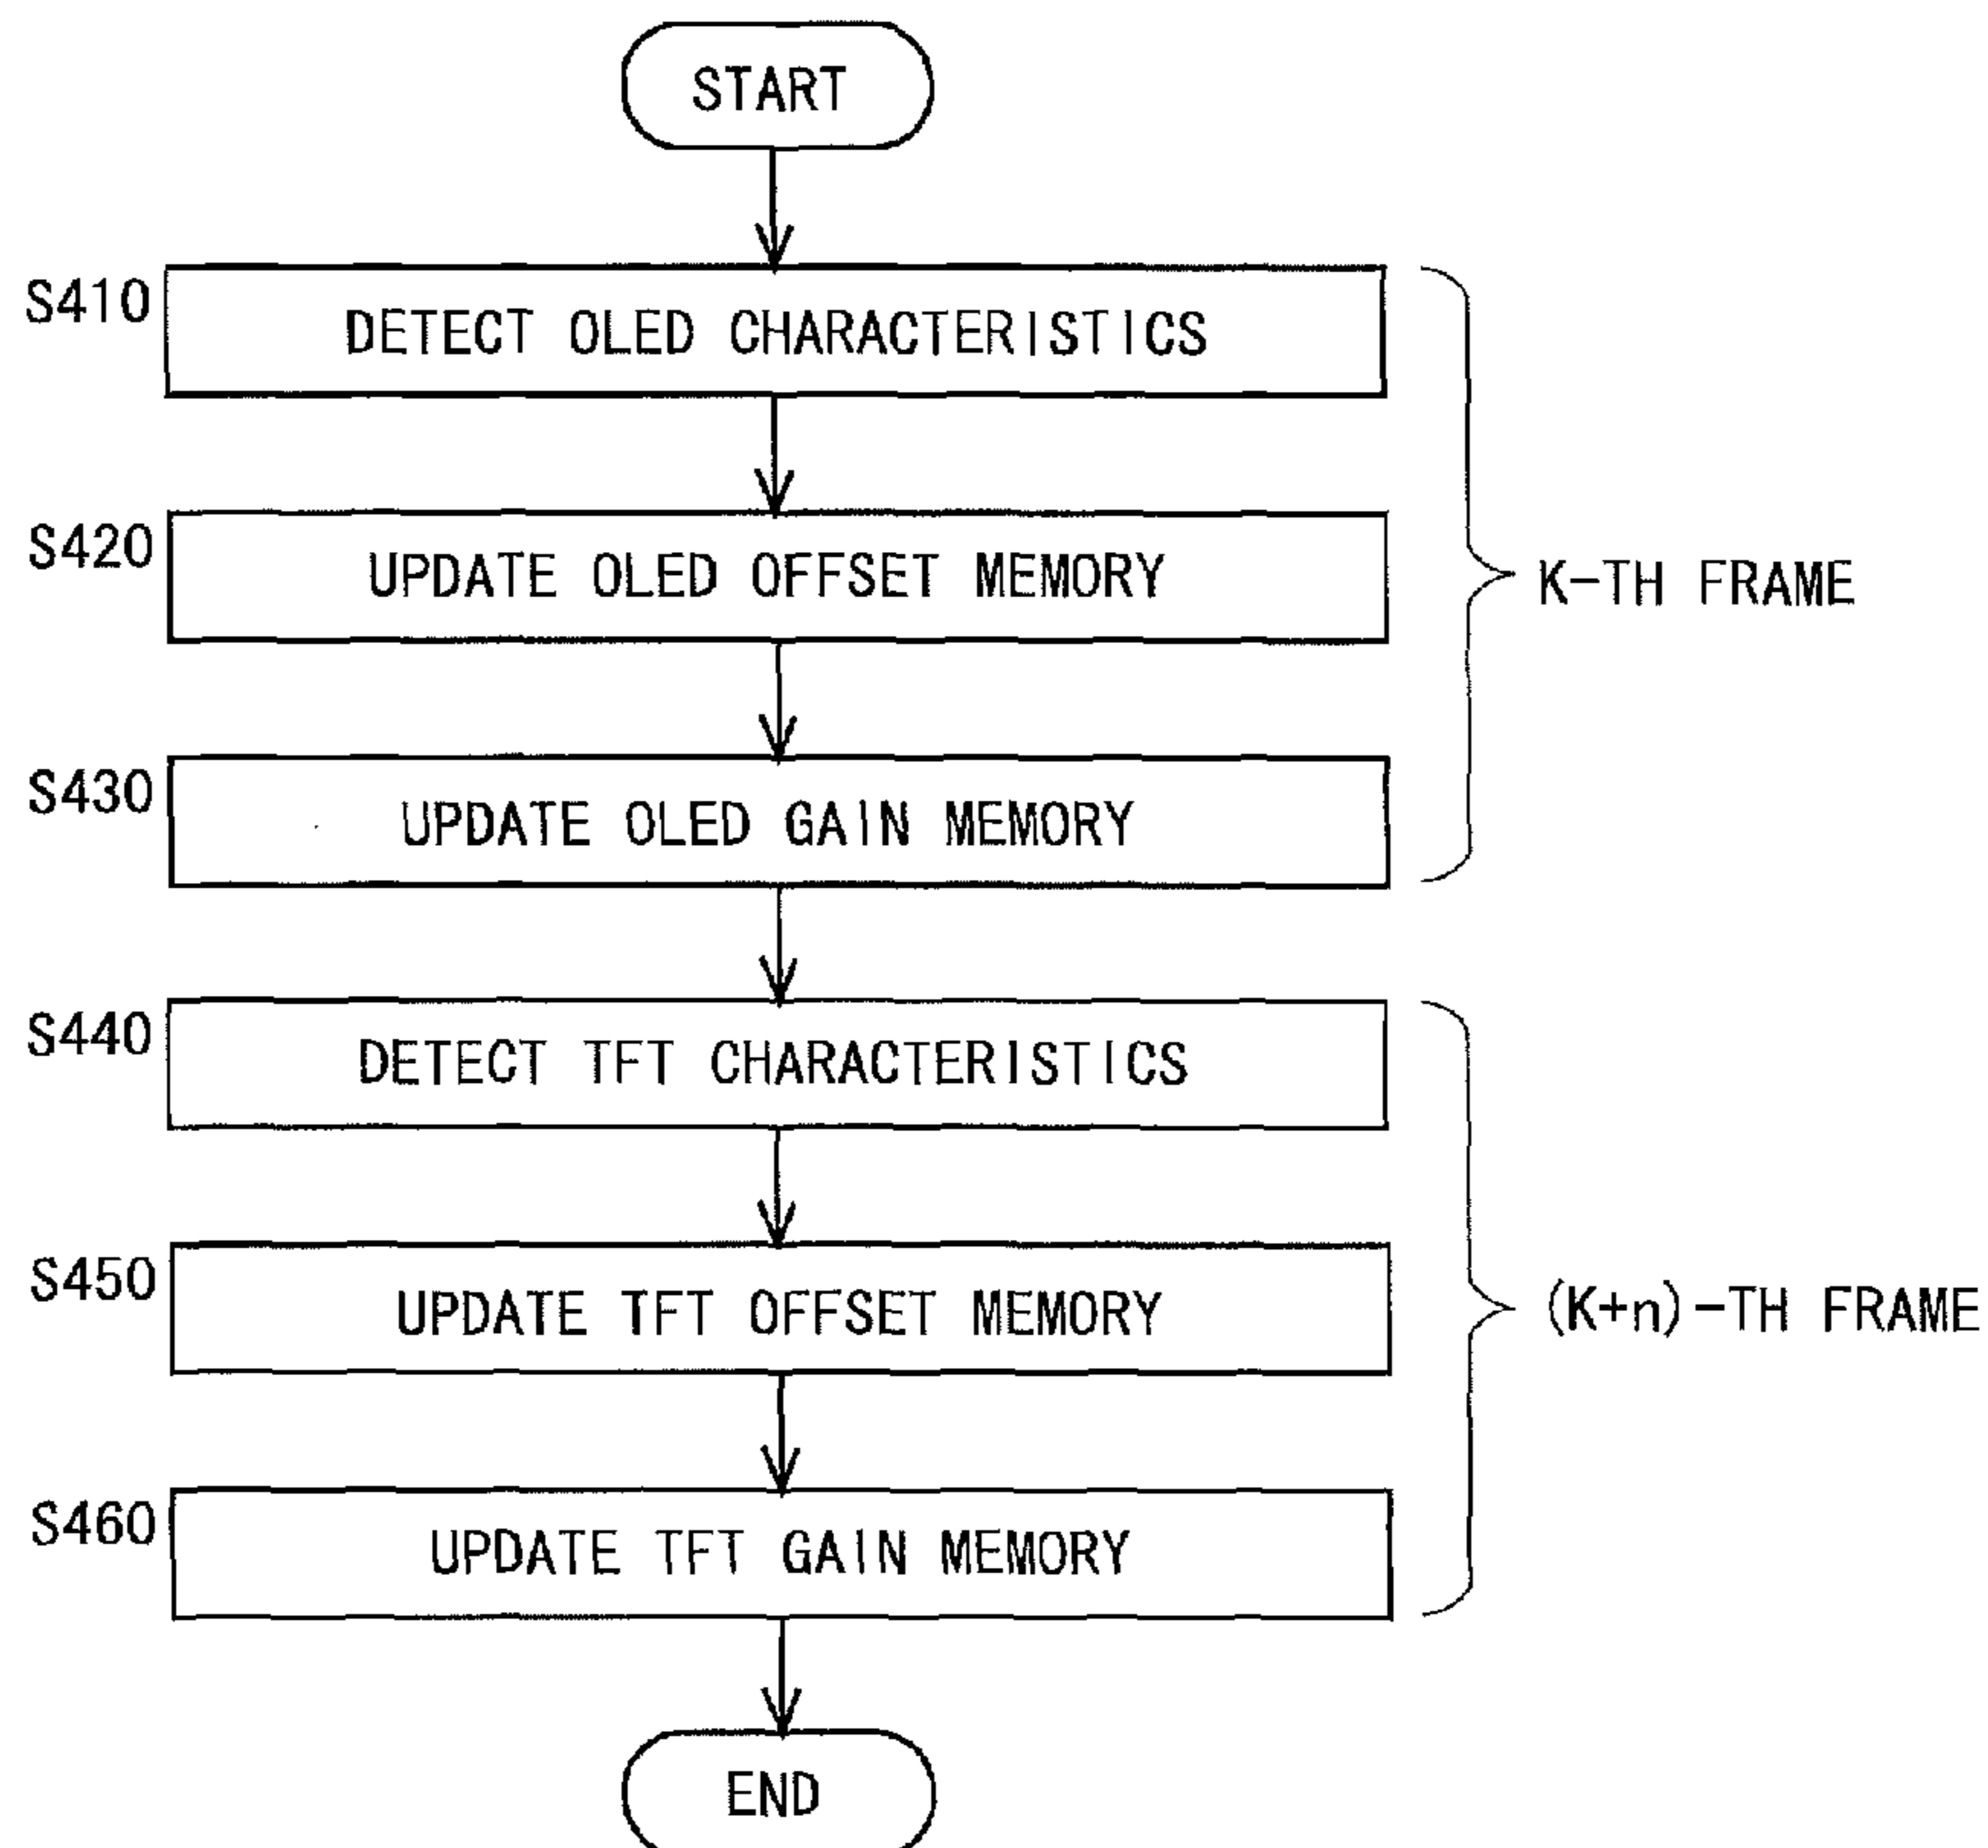 START
S410
DETECT OLED CHARACTERISTICS
S420
UPDATE OLED OFFSET MEMORY
K-TH FRAME
S430
UPDATE OLED GAIN MEMORY
S440
DETECT TFT CHARACTERISTICS
S450
UPDATE TFT OFFSET MEMORY
(K+n)-TH FRAME
S460
UPDATE TFT GAIN MEMORY
END